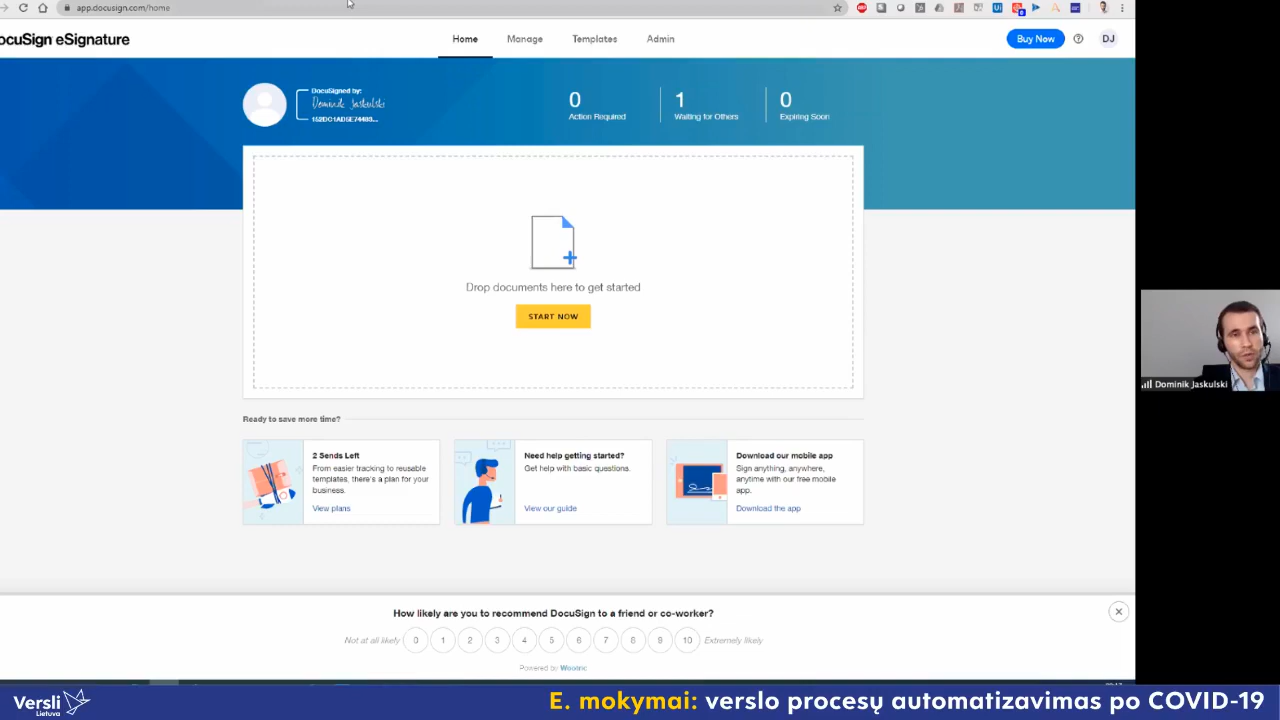 app.docusign.com/home
ocuSign eSignature
Home
Manage
Templates
Admin
Buy Now
DJ
DocuSigned by:
Dominik Jaskulski
0
Action Required
1
Waiting for Others
0
Expiring Soon
Drop documents here to get started
START NOW
Ready to save more time?
2 Sends Left
From easier tracking to reusable
templates, there's a plan for your
business.
View plans
Need help getting started?
Get help with basic questions.
View our guide
Download our mobile app
Sign anything, anywhere,
anytime with our free mobile
app.
Download the app
Dominik Jaskulski
How likely are you to recommend DocuSign to a friend or co-worker?
Not at all likely 0 1 2 3 4 5 6 7 8 9 10 Extremely likely
Powered by Wootric
Versli
Lietuva
E. mokymai: verslo procesų automatizavimas po COVID-19